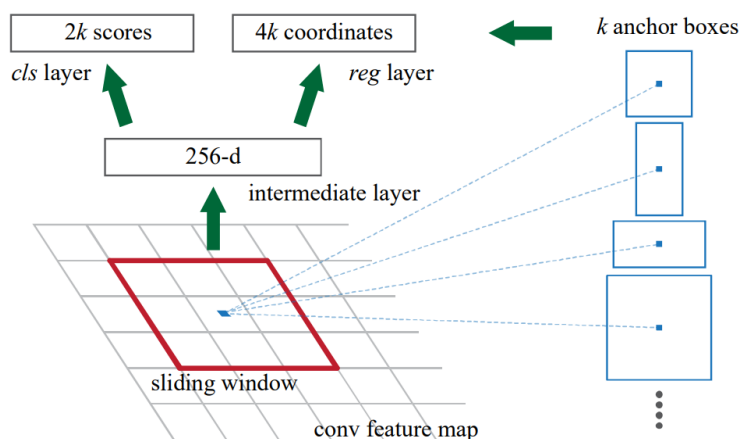 2k scores
4k coordinates
k anchor boxes
cls layer
reg layer
256-d
intermediate layer
sliding window
conv feature map